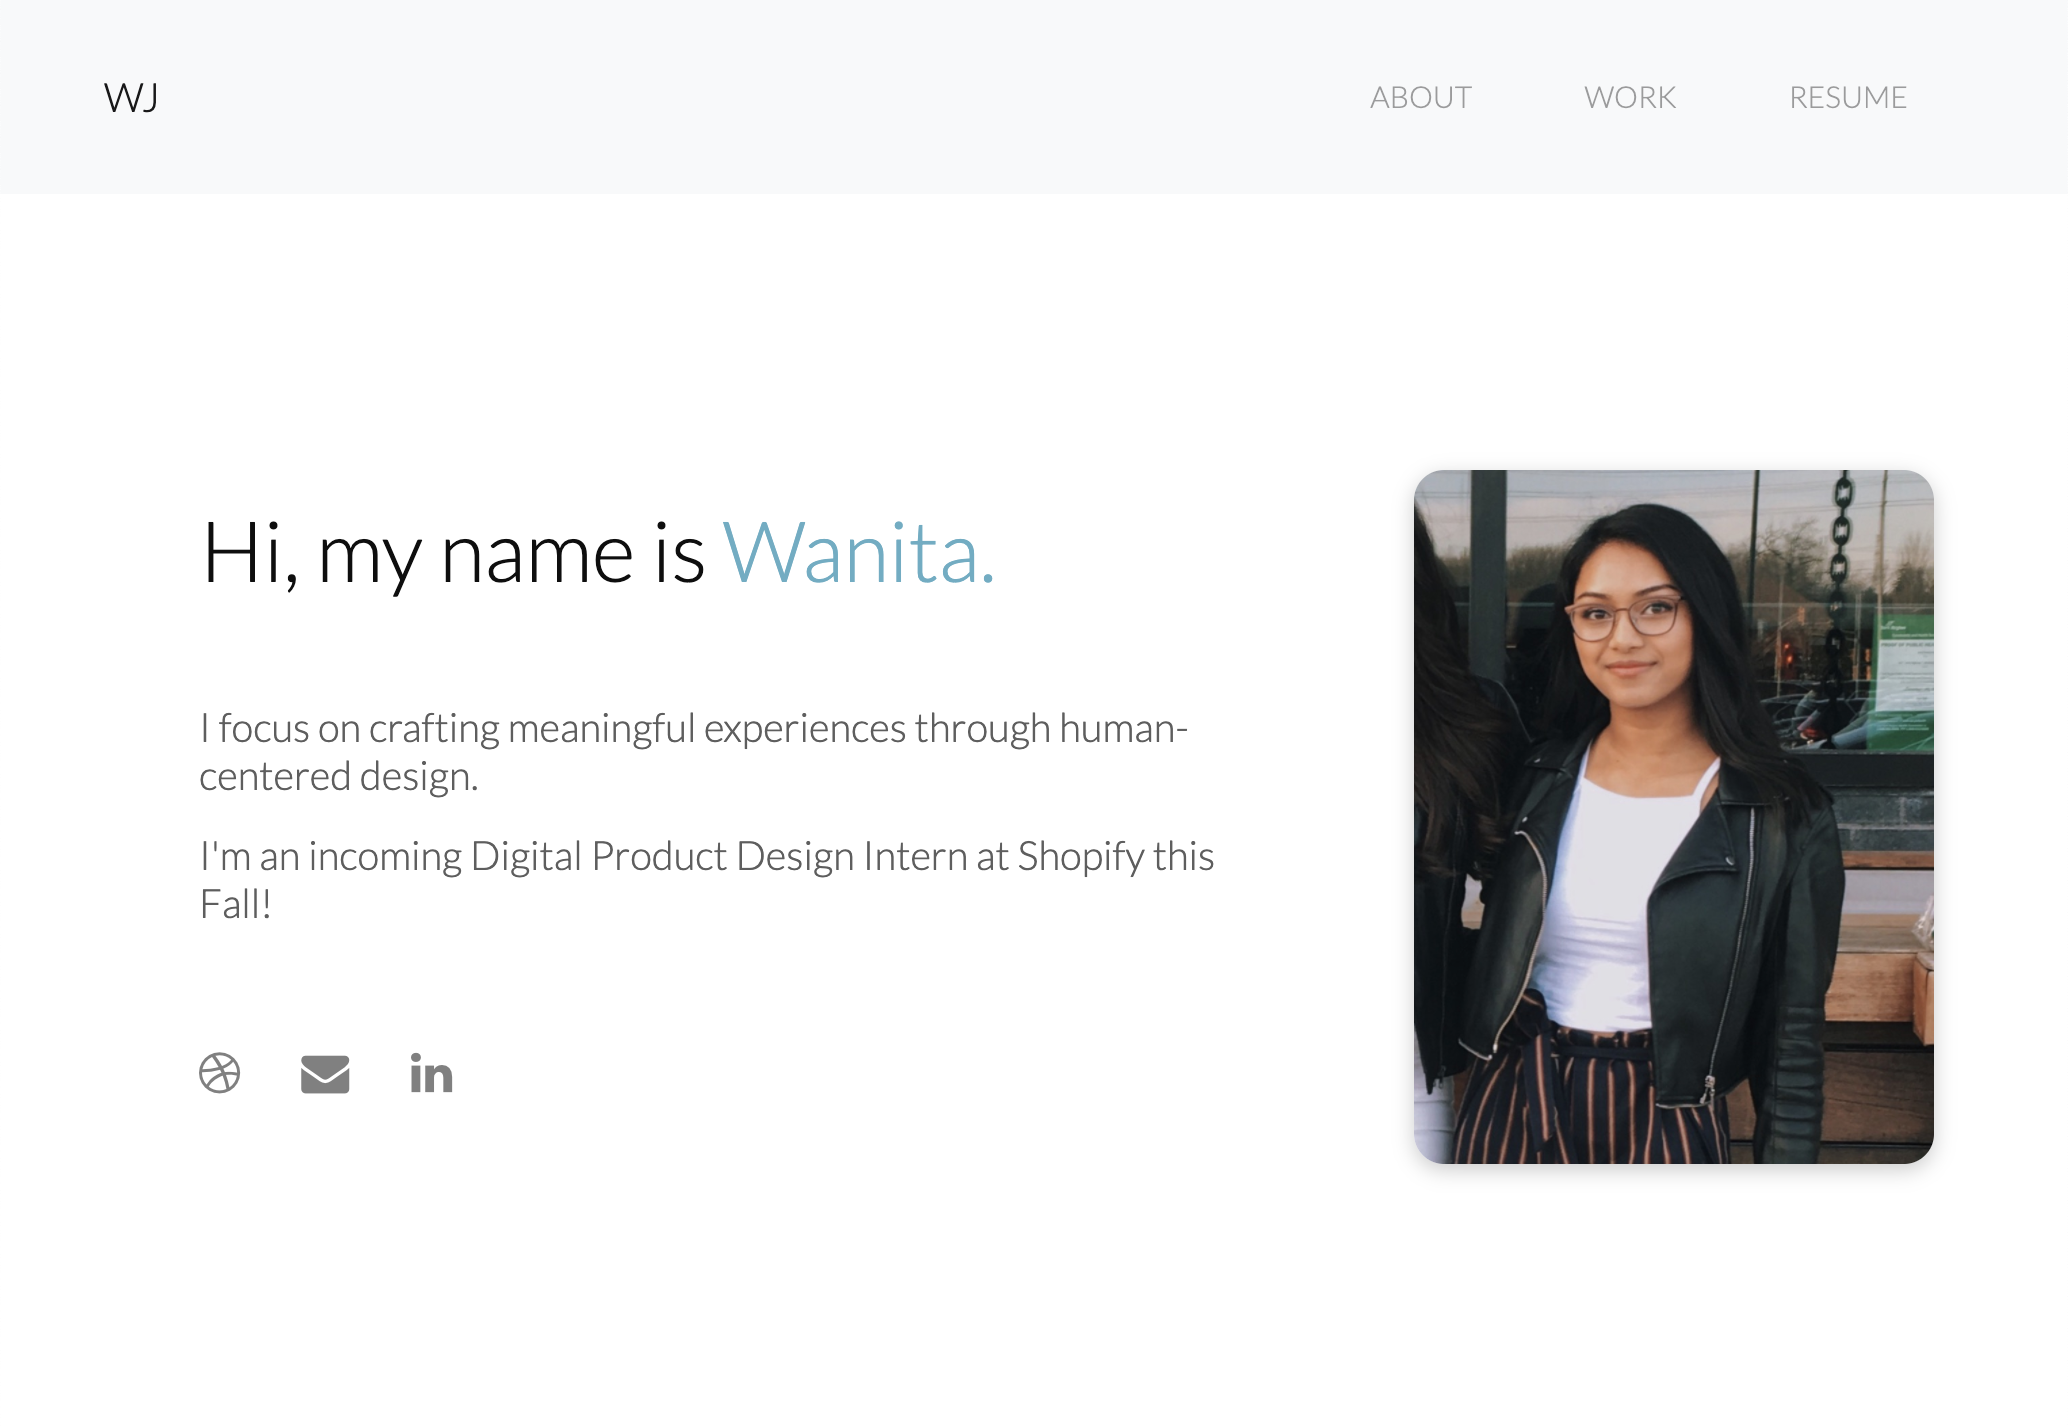 WJ
ABOUT WORK RESUME
Hi, my name is Wanita.
I focus on crafting meaningful experiences through human-
centered design.
I'm an incoming Digital Product Design Intern at Shopify this
Fall!
in